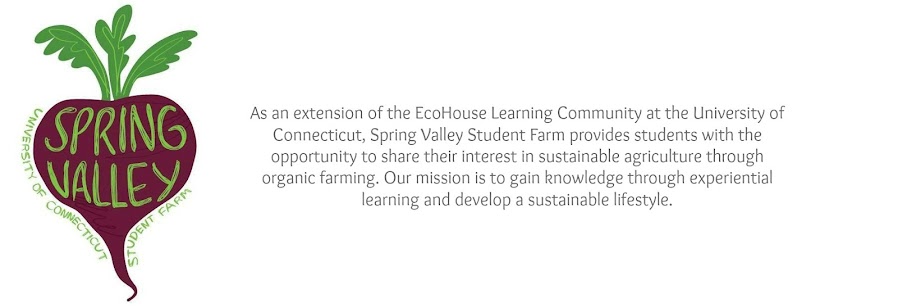 SPRING
VALLEY
UNIVERSITY OF CONNECTICUT
STUDENT FARM
As an extension of the EcoHouse Learning Community at the University of
Connecticut, Spring Valley Student Farm provides students with the
opportunity to share their interest in sustainable agriculture through
organic farming. Our mission is to gain knowledge through experiential
learning and develop a sustainable lifestyle.